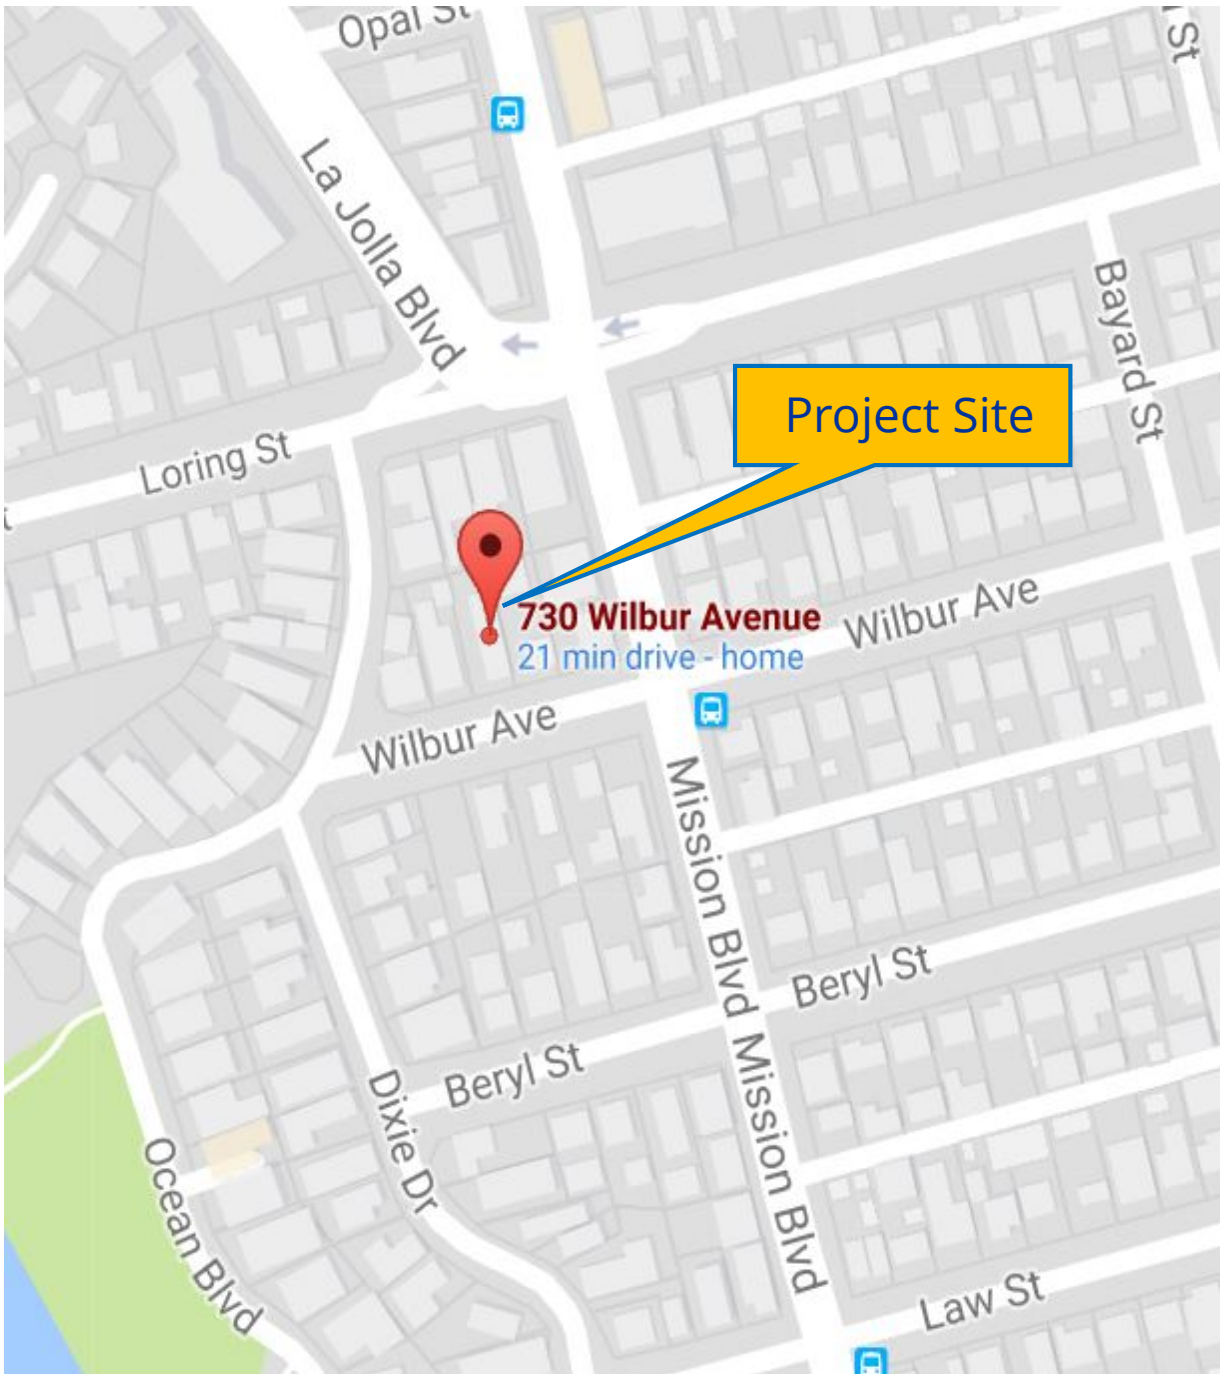 Opal St
St
La Jolla Blvd
Bayard St
Project Site
Loring St
730 Wilbur Avenue
21 min drive - home
Wilbur Ave
Wilbur Ave
Mission Blvd
Beryl St
Beryl St
Mission Blvd
Dixie Dr
Ocean Blvd
Law St